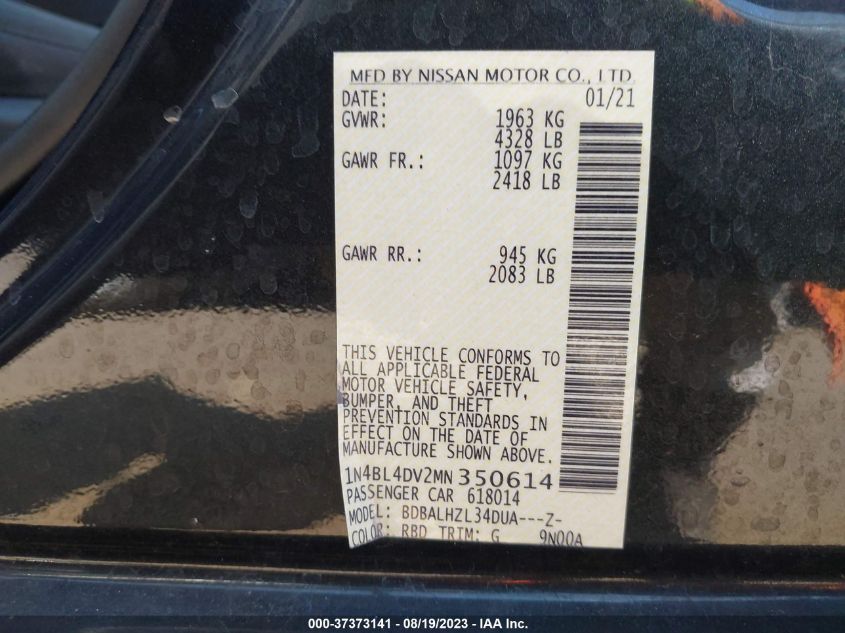 MFD BY NISSAN MOTOR CO., LTD.
DATE: 01/21
GVWR: 1963 KG
4328 LB
GAWR FR.: 1097 KG
2418 LB
GAWR RR.: 945 KG
2083 LB
THIS VEHICLE CONFORMS TO
ALL APPLICABLE FEDERAL
MOTOR VEHICLE SAFETY,
BUMPER, AND THEFT
PREVENTION STANDARDS IN
EFFECT ON THE DATE OF
MANUFACTURE SHOWN ABOVE.
1N4BL4DV2MN350614
PASSENGER CAR 618014
MODEL: BDBALHZL34DUA---Z-
COLOR: RBD TRIM: G 9N00A
000-37373141 - 08/19/2023 - IAA Inc.